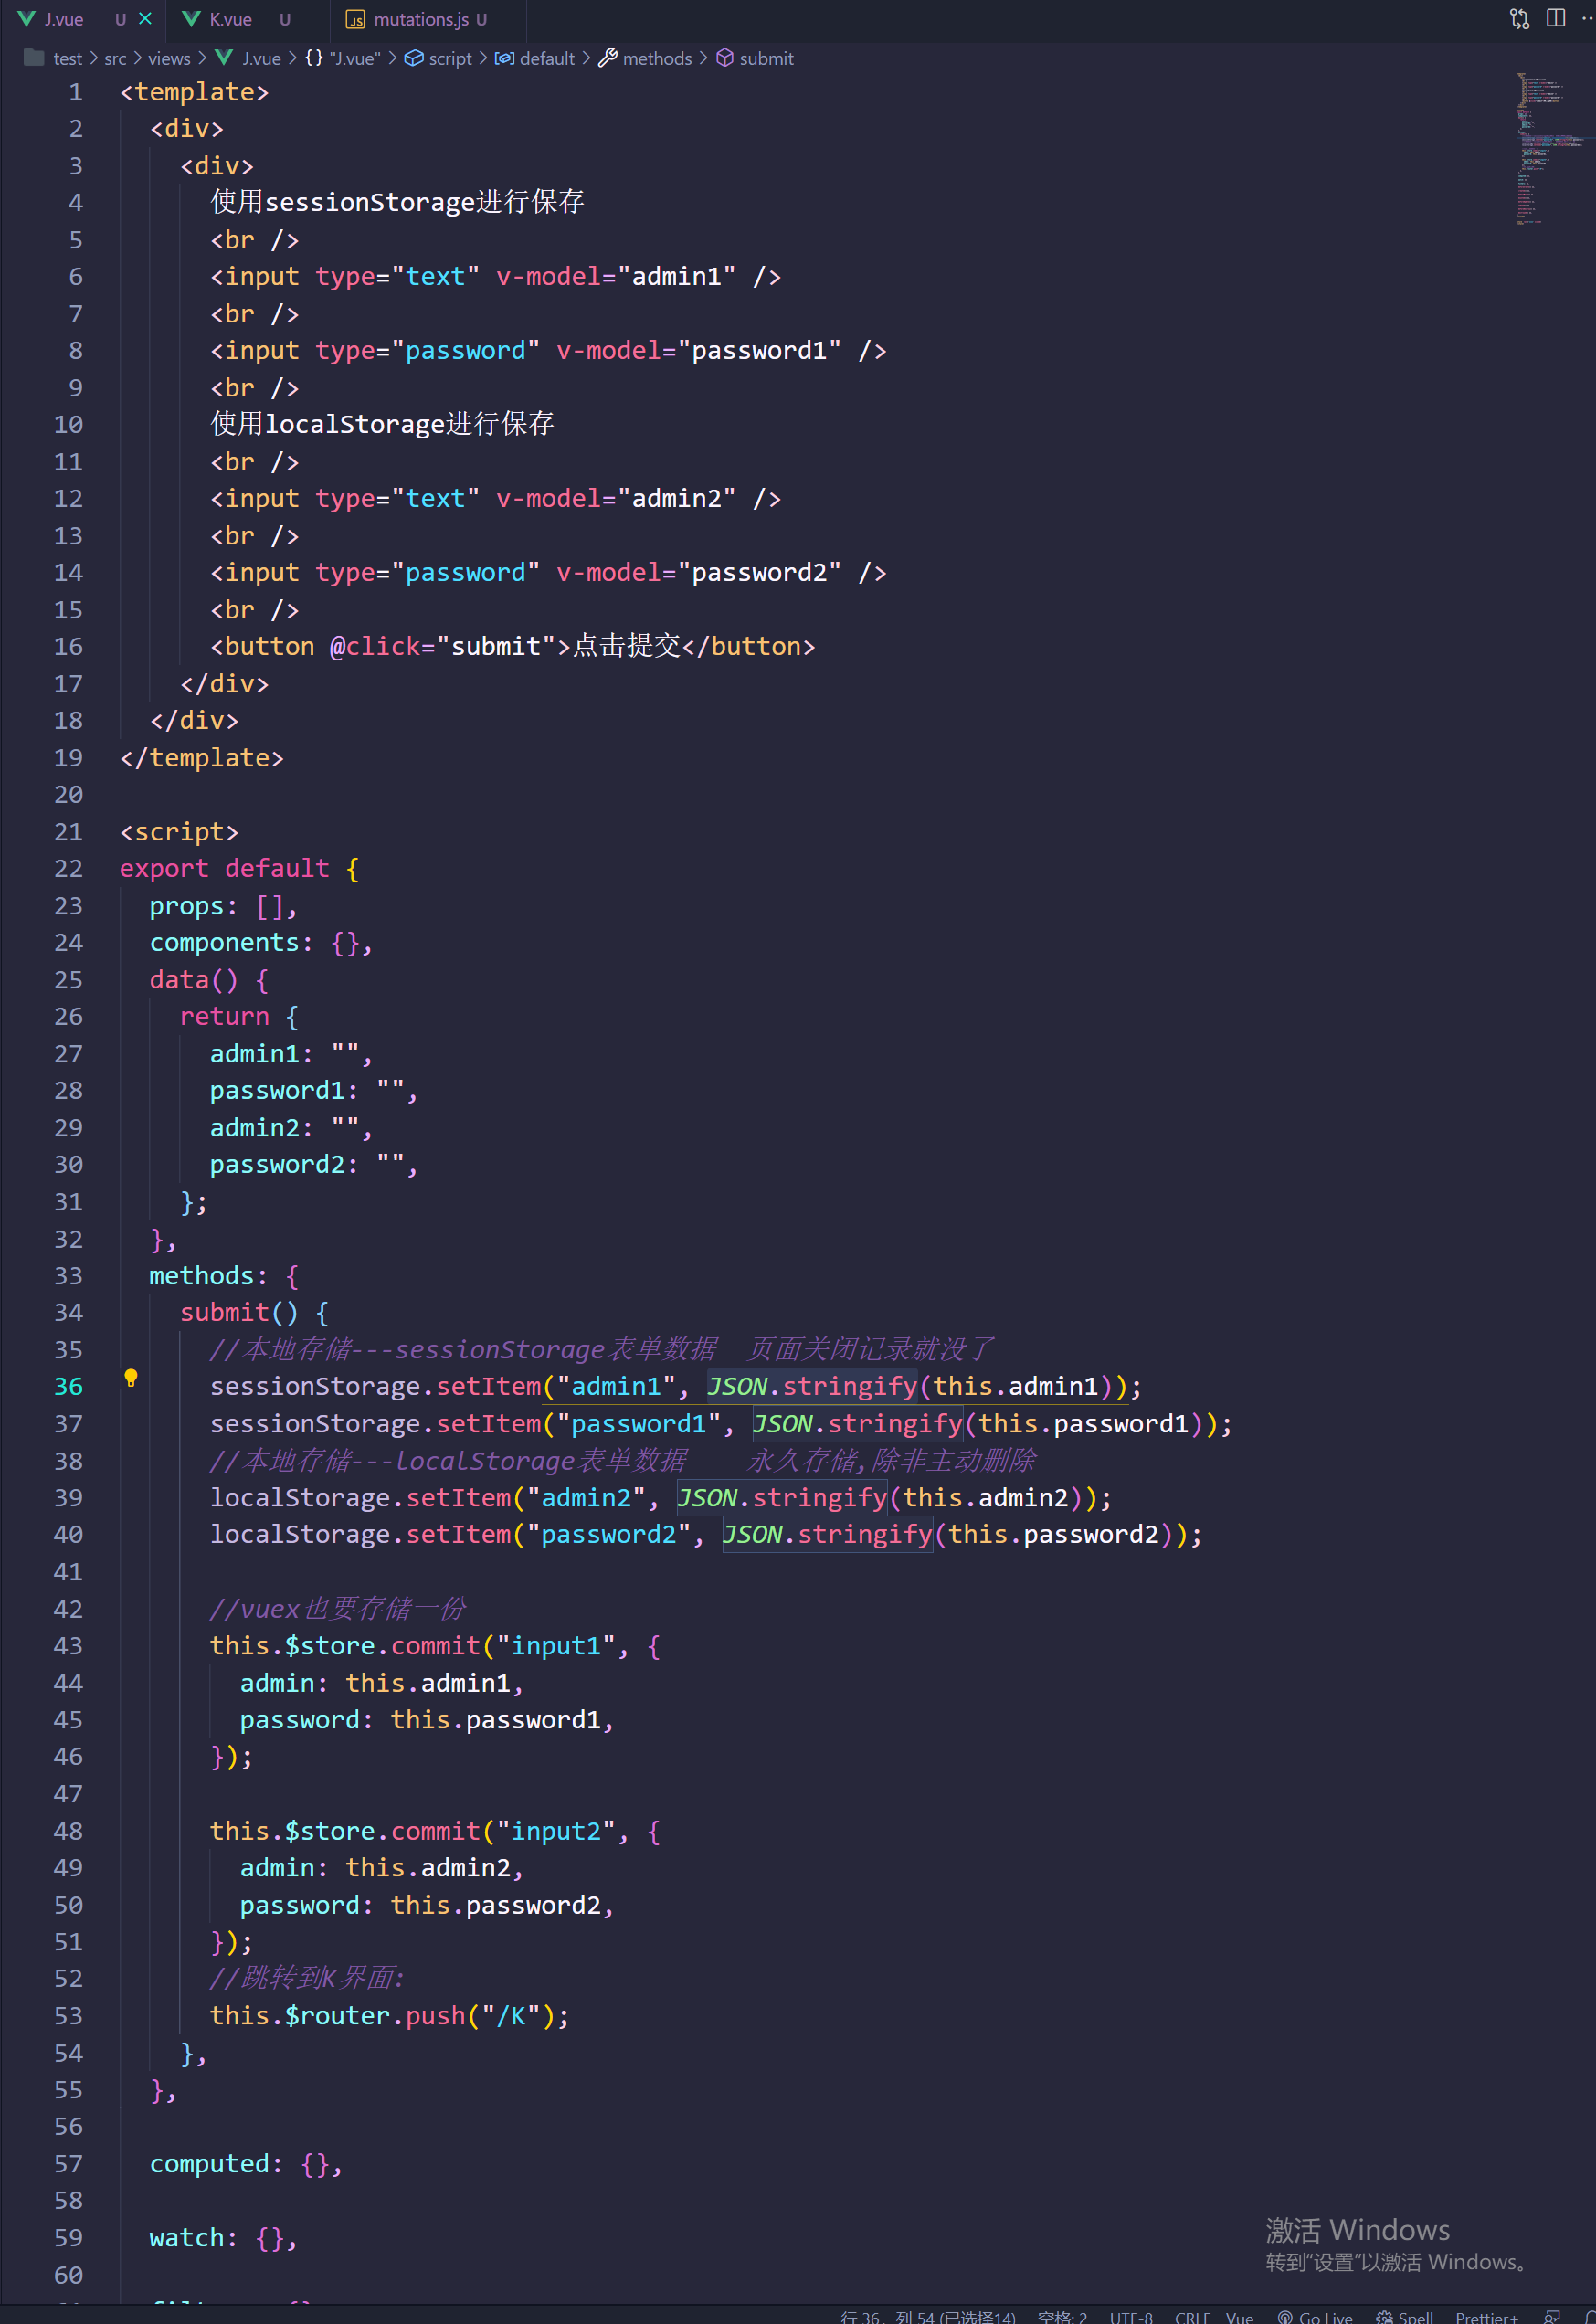 J.vue U
K.vue U
JS mutations.js U
test > src > views > J.vue > {} "J.vue" > script > default > methods > submit
1 <template>
2 <div>
3 <div>
4 使用sessionStorage进行保存
5 <br />
6 <input type="text" v-model="admin1" />
7 <br />
8 <input type="password" v-model="password1" />
9 <br />
10 使用localStorage进行保存
11 <br />
12 <input type="text" v-model="admin2" />
13 <br />
14 <input type="password" v-model="password2" />
15 <br />
16 <button @click="submit">点击提交</button>
17 </div>
18 </div>
19 </template>
20
21 <script>
22 export default {
23 props: [],
24 components: {},
25 data() {
26 return {
27 admin1: "",
28 password1: "",
29 admin2: "",
30 password2: "",
31 };
32 },
33 methods: {
34 submit() {
35 //本地存储---sessionStorage表单数据 页面关闭记录就没了
36 sessionStorage.setItem("admin1", JSON.stringify(this.admin1));
37 sessionStorage.setItem("password1", JSON.stringify(this.password1));
38 //本地存储---localStorage表单数据 永久存储,除非主动删除
39 localStorage.setItem("admin2", JSON.stringify(this.admin2));
40 localStorage.setItem("password2", JSON.stringify(this.password2));
41
42 //vuex也要存储一份
43 this.$store.commit("input1", {
44 admin: this.admin1,
45 password: this.password1,
46 });
47
48 this.$store.commit("input2", {
49 admin: this.admin2,
50 password: this.password2,
51 });
52 //跳转到K界面:
53 this.$router.push("/K");
54 },
55 },
56
57 computed: {},
58
59 watch: {},
60
激活 Windows
转到"设置"以激活 Windows。
行 36，列 54 (已选择14) 空格: 2 UTF-8 CRLF Vue Go Live Spell Prettier+